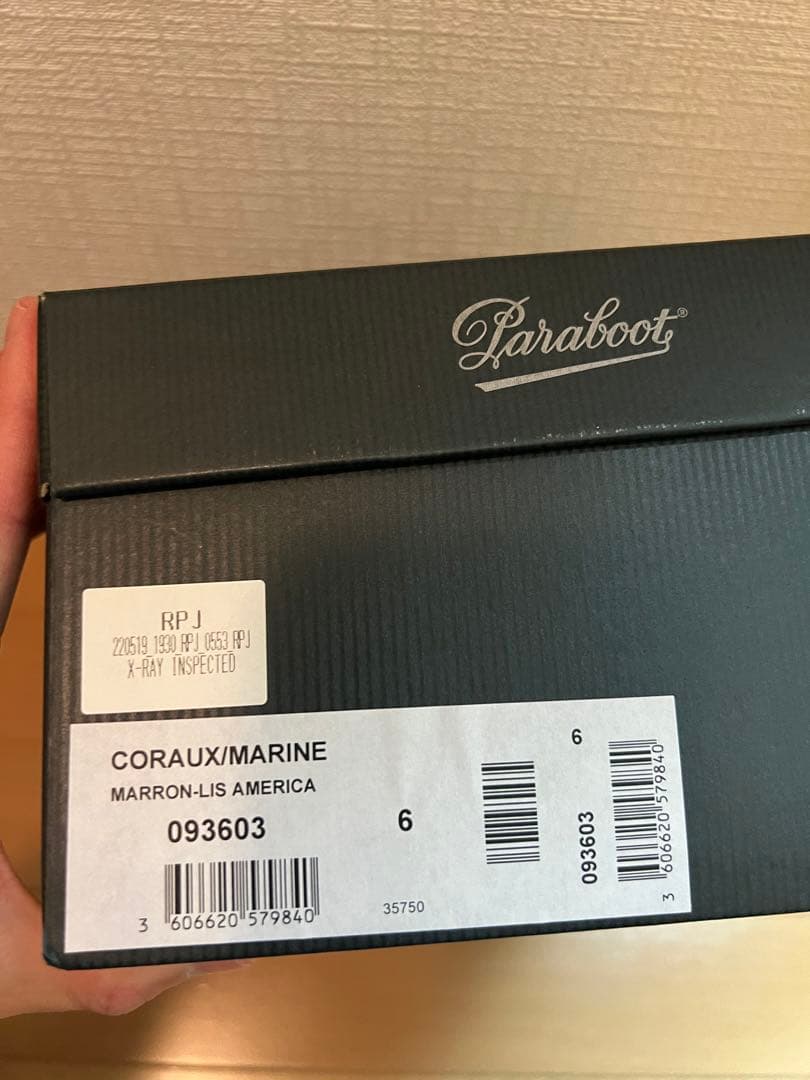 Paraboot®
RPJ
220519_1930_RPJ_0553_RPJ
X-RAY INSPECTED
CORAUX/MARINE
MARRON-LIS AMERICA
093603
6
3 606620 579840
35750
6
093603
3 606620 579840